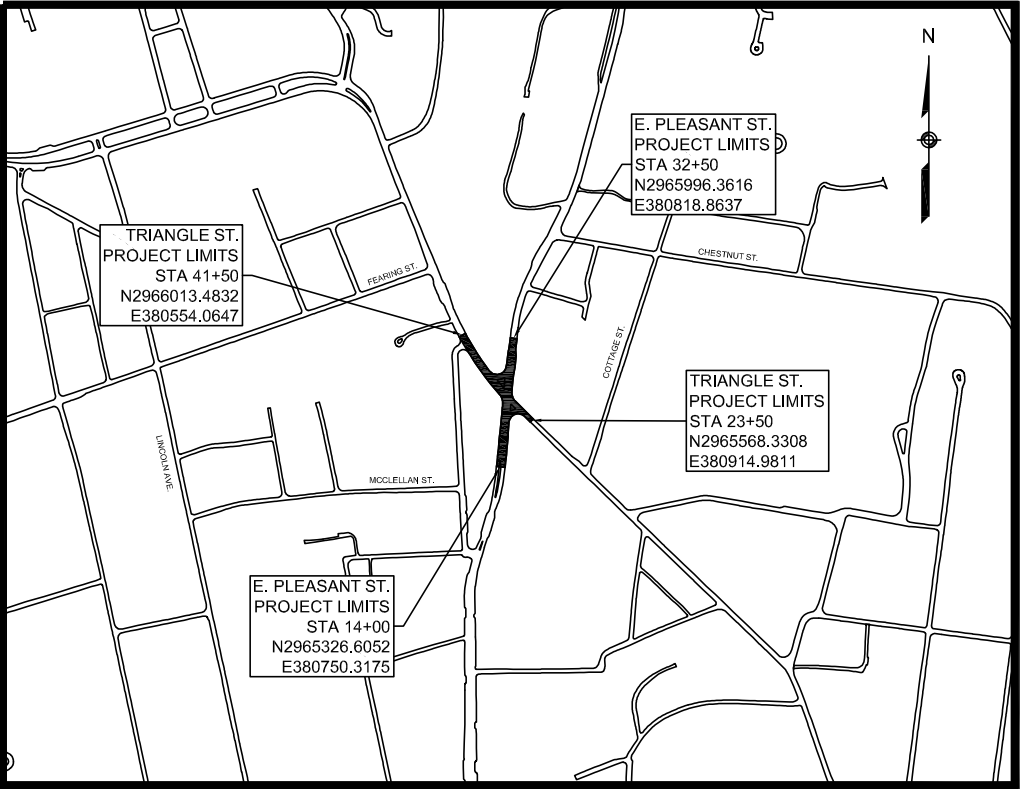 N
E. PLEASANT ST.
PROJECT LIMITS
STA 32+50
N2965996.3616
E380818.8637
TRIANGLE ST.
PROJECT LIMITS
STA 41+50
N2966013.4832
E380554.0647
CHESTNUT ST.
FEARING ST.
COTTAGE ST.
TRIANGLE ST.
PROJECT LIMITS
STA 23+50
N2965568.3308
E380914.9811
LINCOLN AVE.
MCCLELLAN ST.
E. PLEASANT ST.
PROJECT LIMITS
STA 14+00
N2965326.6052
E380750.3175